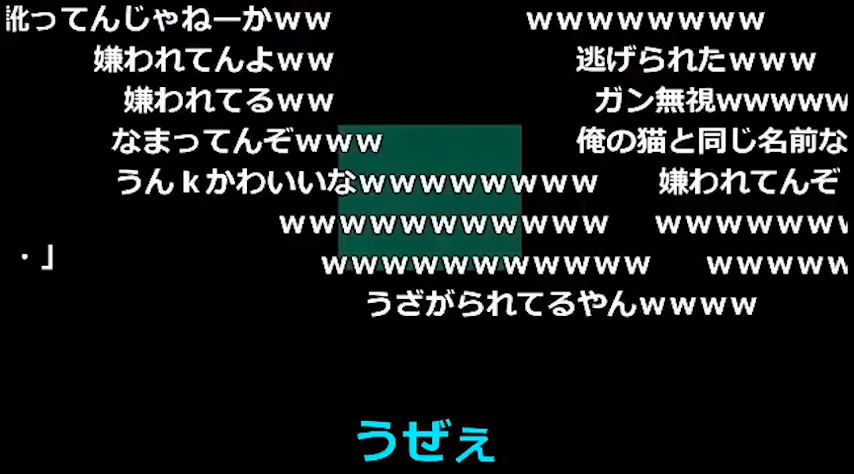 訛ってんじゃねーかｗｗ ｗｗｗｗｗｗｗｗ
嫌われてんよｗｗ 逃げられたｗｗｗ
嫌われてるｗｗ ガン無視wwwww
なまってんぞｗｗｗ 俺の猫と同じ名前な
うんｋかわいいなｗｗｗｗｗｗｗｗ 嫌われてんぞ
ｗｗｗｗｗｗｗｗｗｗｗ ｗｗｗｗｗｗｗ
・」
ｗｗｗｗｗｗｗｗｗｗｗ ｗｗｗｗｗ
うざがられてるやんｗｗｗｗ
うぜぇ